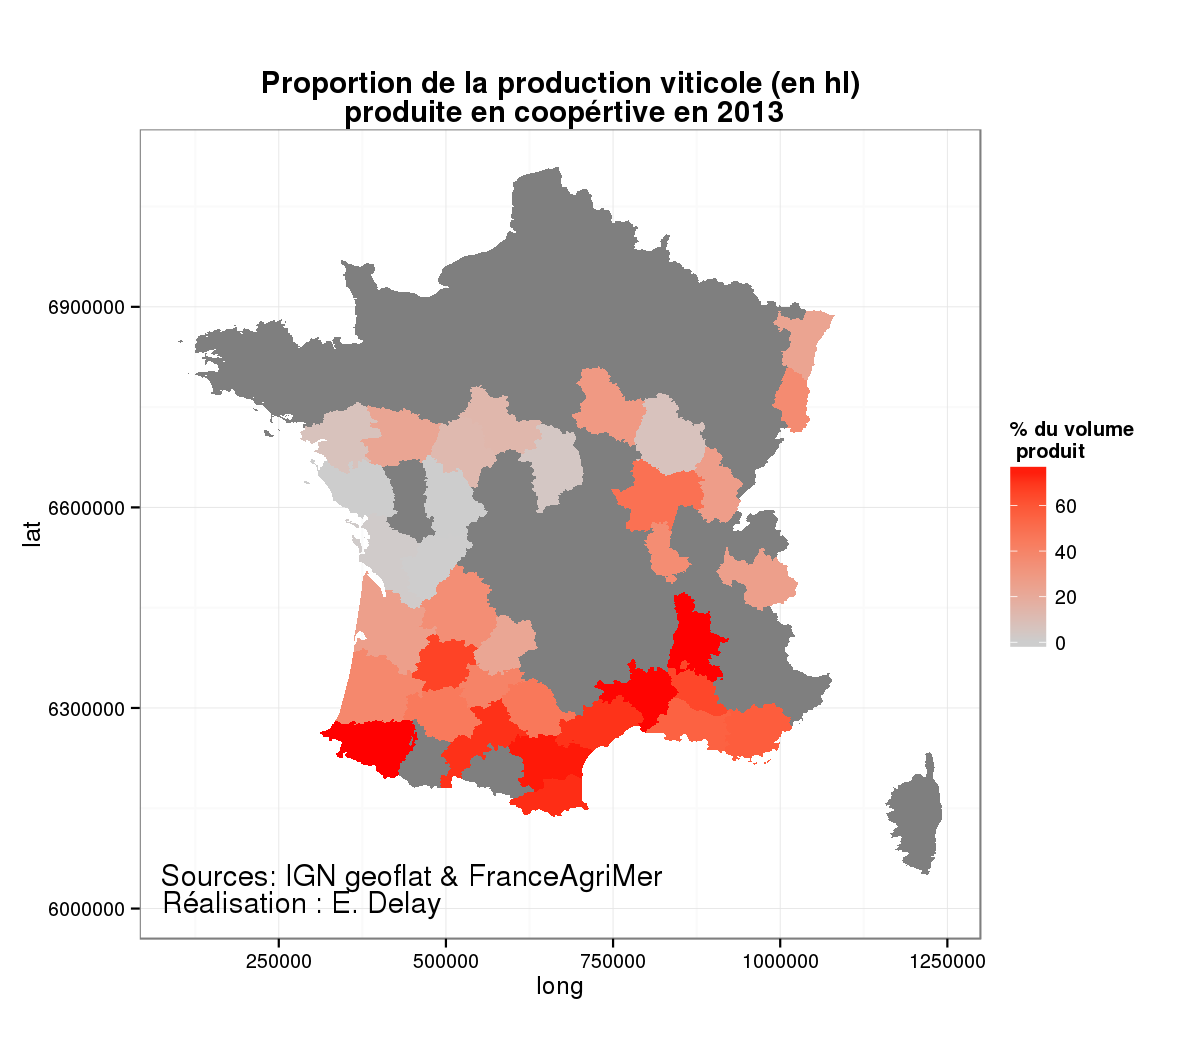 Proportion de la production viticole (en hl)
produite en coopértive en 2013
% du volume
produit
60
40
20
0
lat
6900000
6600000
6300000
6000000
Sources: IGN geoflat & FranceAgriMer
Réalisation : E. Delay
250000
500000
750000
1000000
1250000
long